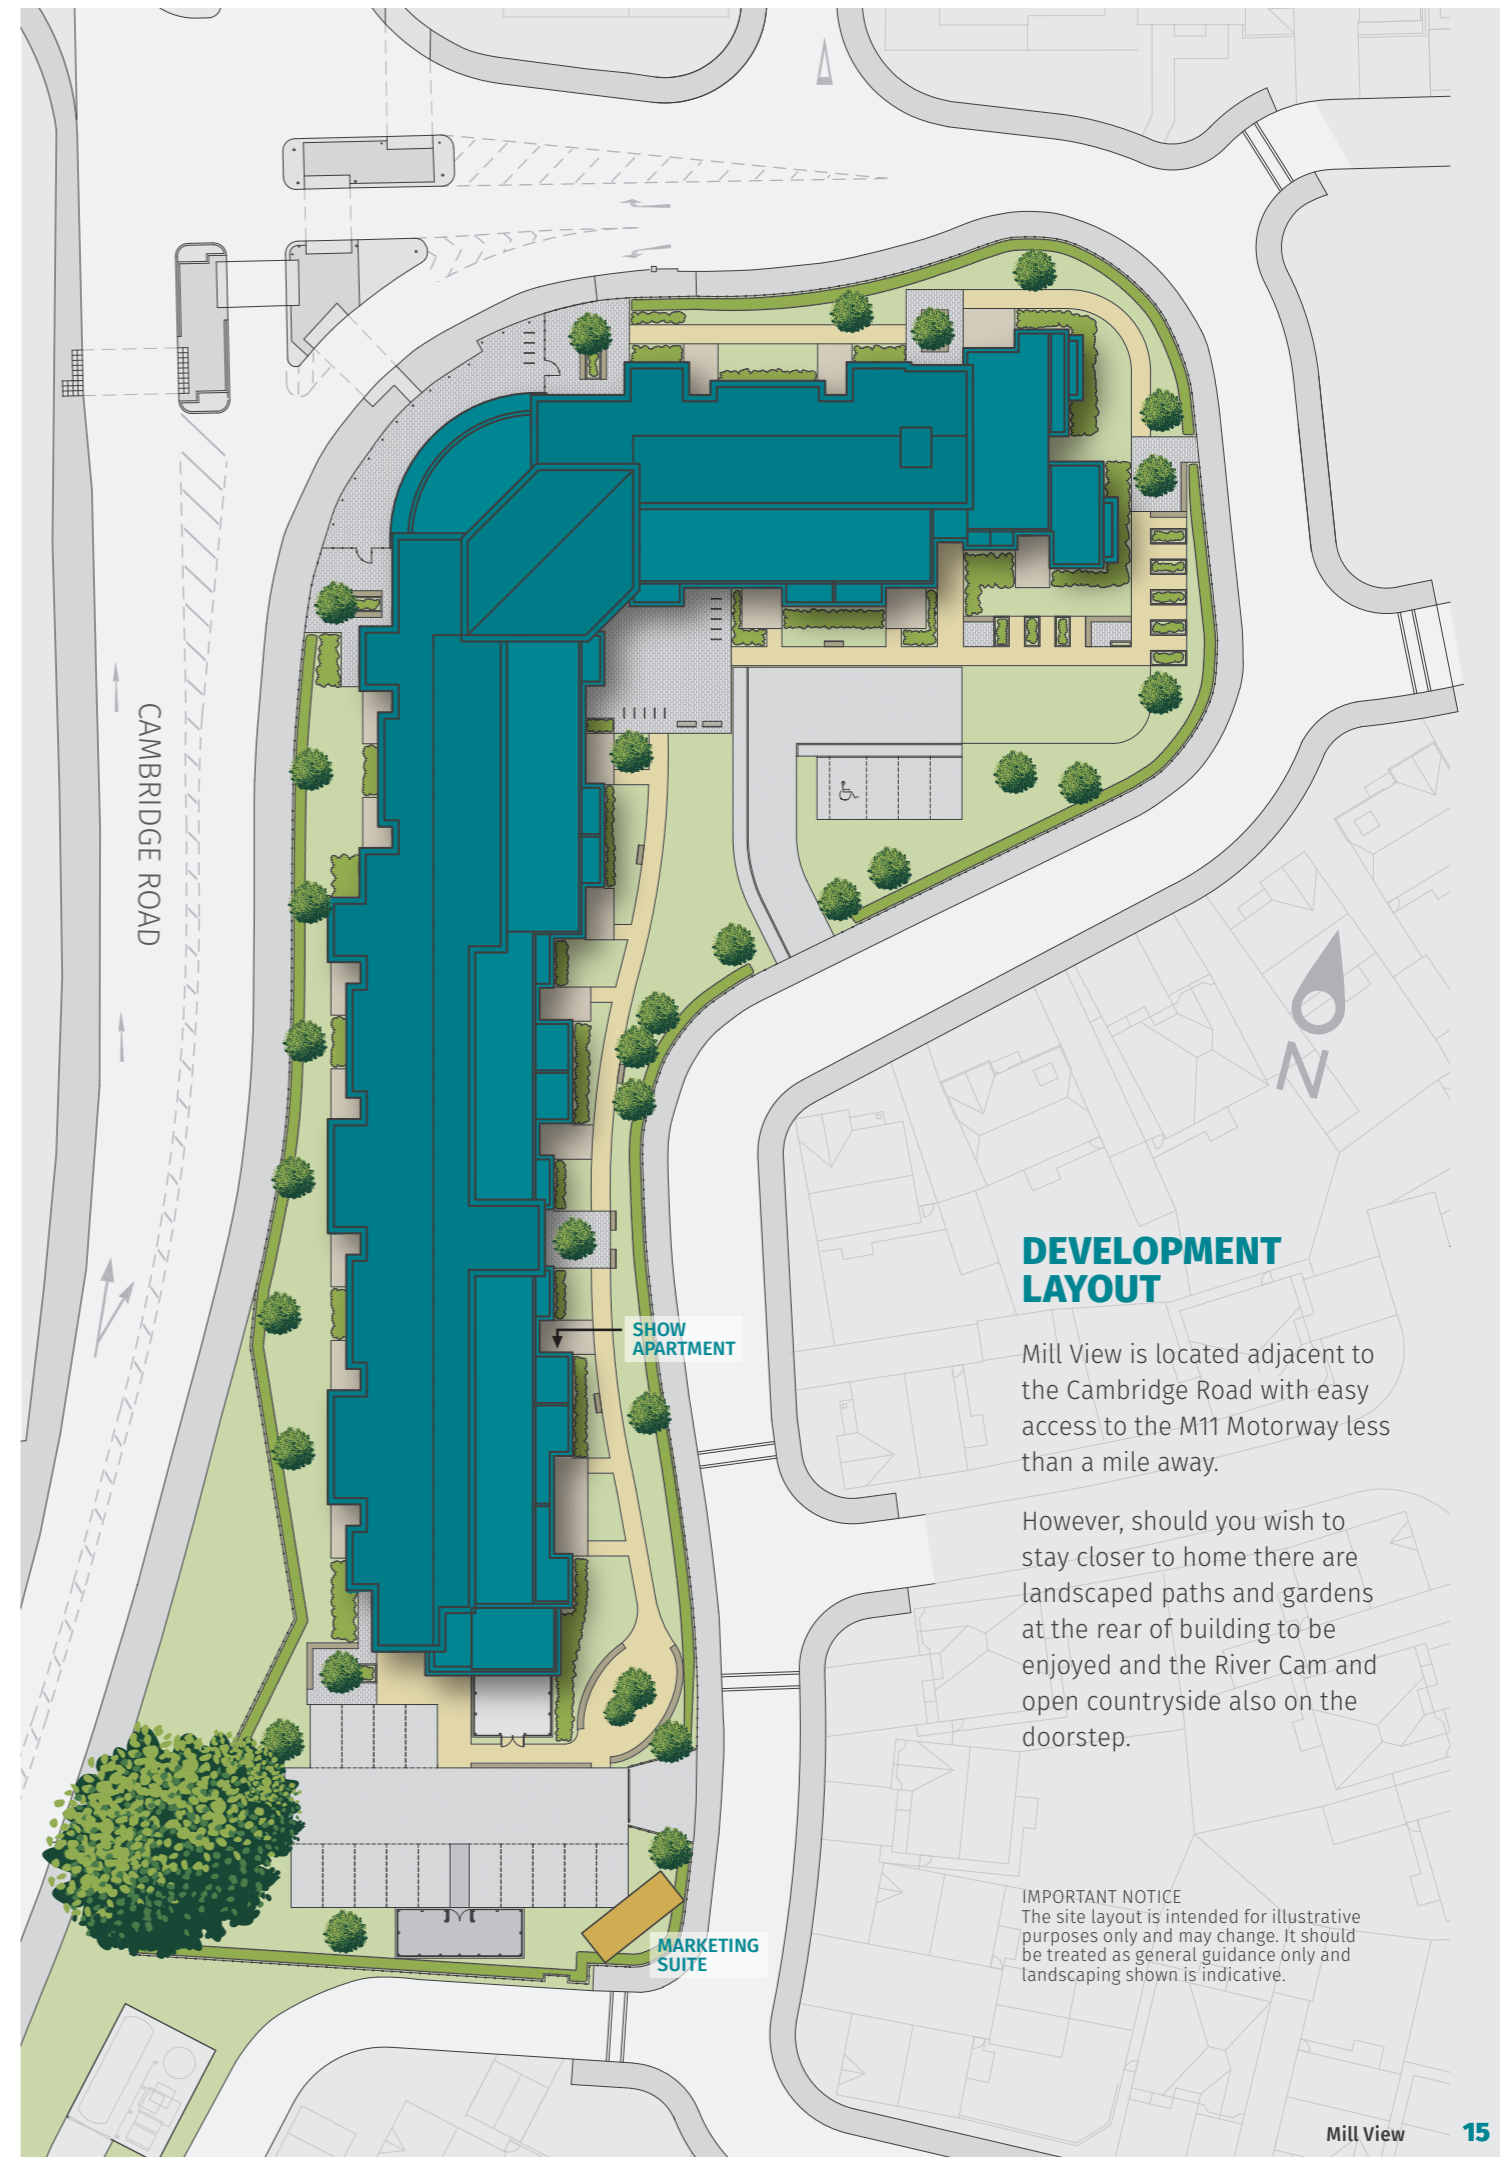 CAMBRIDGE ROAD
N
SHOW
APARTMENT
DEVELOPMENT
LAYOUT
Mill View is located adjacent to
the Cambridge Road with easy
access to the M11 Motorway less
than a mile away.
However, should you wish to
stay closer to home there are
landscaped paths and gardens
at the rear of building to be
enjoyed and the River Cam and
open countryside also on the
doorstep.
IMPORTANT NOTICE
The site layout is intended for illustrative
purposes only and may change. It should
be treated as general guidance only and
landscaping shown is indicative.
MARKETING
SUITE
Mill View 15